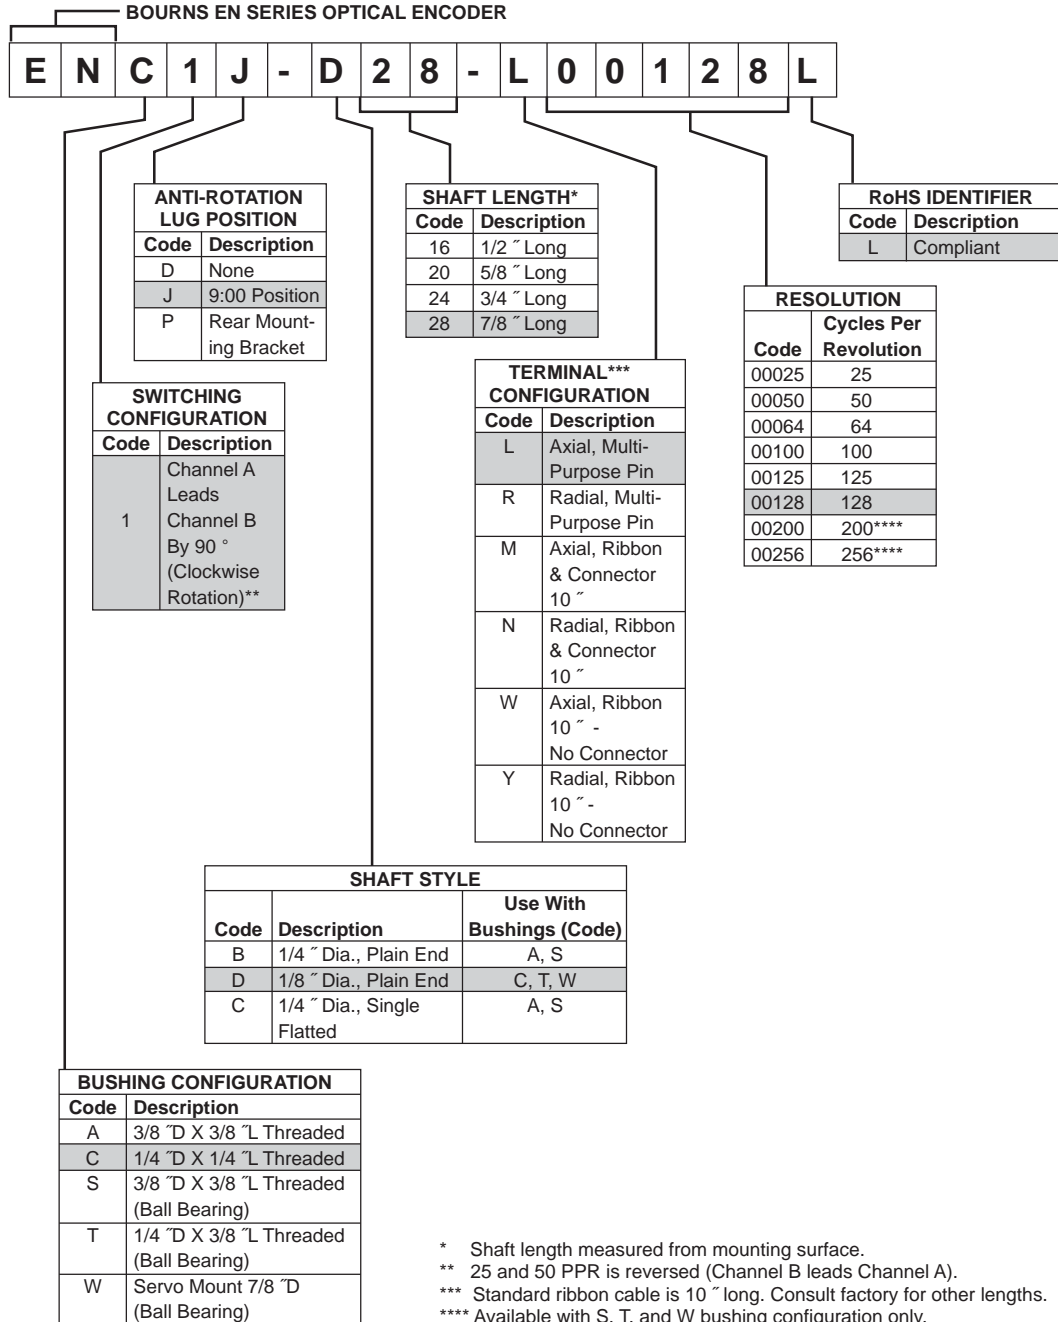 BOURNS EN SERIES OPTICAL ENCODER
E N C 1 J - D 2 8 - L 0 0 1 2 8 L
ANTI-ROTATION
LUG POSITION
Code Description
D None
J 9:00 Position
P Rear Mount-
ing Bracket
SHAFT LENGTH*
Code Description
16 1/2 ˝ Long
20 5/8 ˝ Long
24 3/4 ˝ Long
28 7/8 ˝ Long
RoHS IDENTIFIER
Code Description
L Compliant
RESOLUTION
Cycles Per
Code Revolution
00025 25
00050 50
00064 64
00100 100
00125 125
00128 128
00200 200****
00256 256****
SWITCHING
CONFIGURATION
Code Description
Channel A
Leads
1 Channel B
By 90 °
(Clockwise
Rotation)**
TERMINAL***
CONFIGURATION
Code Description
L Axial, Multi-
Purpose Pin
R Radial, Multi-
Purpose Pin
M Axial, Ribbon
& Connector
10 ˝
N Radial, Ribbon
& Connector
10 ˝
W Axial, Ribbon
10 ˝ -
No Connector
Y Radial, Ribbon
10 ˝ -
No Connector
SHAFT STYLE
Use With
Code Description Bushings (Code)
B 1/4 ˝ Dia., Plain End A, S
D 1/8 ˝ Dia., Plain End C, T, W
C 1/4 ˝ Dia., Single A, S
Flatted
BUSHING CONFIGURATION
Code Description
A 3/8 ˝D X 3/8 ˝L Threaded
C 1/4 ˝D X 1/4 ˝L Threaded
S 3/8 ˝D X 3/8 ˝L Threaded
(Ball Bearing)
T 1/4 ˝D X 3/8 ˝L Threaded
(Ball Bearing)
W Servo Mount 7/8 ˝D
(Ball Bearing)
* Shaft length measured from mounting surface.
** 25 and 50 PPR is reversed (Channel B leads Channel A).
*** Standard ribbon cable is 10 ˝ long. Consult factory for other lengths.
**** Available with S, T, and W bushing configuration only.